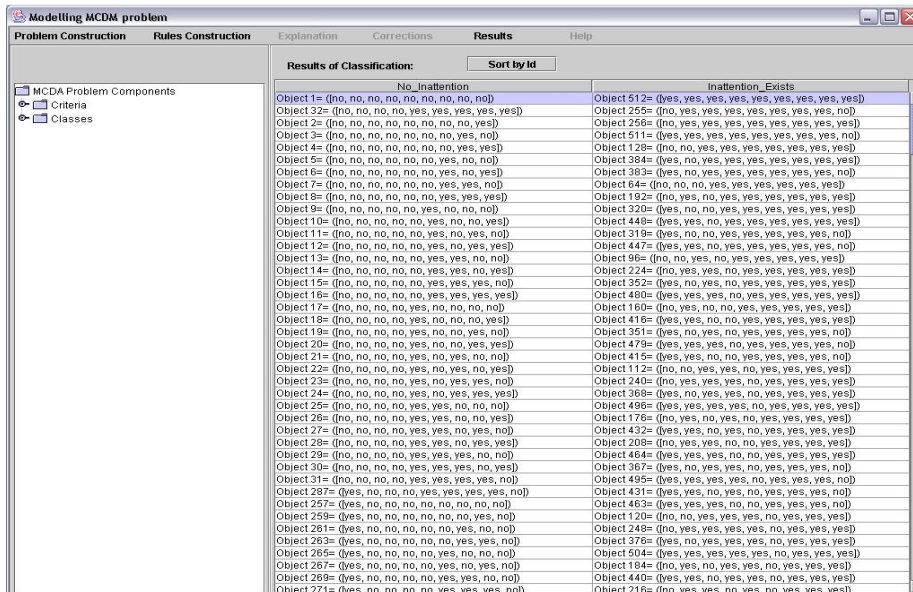 Modelling MCDM problem
Problem Construction Rules Construction Explanation Corrections Results Help
Results of Classification: Sort by Id
MCDA Problem Components
Criteria
Classes
No_Inattention Inattention_Exists
Object 1= ([no, no, no, no, no, no, no, no, no]) Object 512= ([yes, yes, yes, yes, yes, yes, yes, yes, yes])
Object 32= ([no, no, no, no, yes, yes, yes, yes, yes]) Object 255= ([no, yes, yes, yes, yes, yes, yes, yes, no])
Object 2= ([no, no, no, no, no, no, no, no, yes]) Object 256= ([no, yes, yes, yes, yes, yes, yes, yes, yes])
Object 3= ([no, no, no, no, no, no, no, yes, no]) Object 511= ([yes, yes, yes, yes, yes, yes, yes, yes, no])
Object 4= ([no, no, no, no, no, no, no, yes, yes]) Object 128= ([no, no, yes, yes, yes, yes, yes, yes, yes])
Object 5= ([no, no, no, no, no, no, yes, no, no]) Object 384= ([yes, no, yes, yes, yes, yes, yes, yes, yes])
Object 6= ([no, no, no, no, no, no, yes, no, yes]) Object 383= ([yes, no, yes, yes, yes, yes, yes, yes, no])
Object 7= ([no, no, no, no, no, no, yes, yes, no]) Object 64= ([no, no, no, yes, yes, yes, yes, yes, yes])
Object 8= ([no, no, no, no, no, no, yes, yes, yes]) Object 192= ([no, yes, no, yes, yes, yes, yes, yes, yes])
Object 9= ([no, no, no, no, no, yes, no, no, no]) Object 320= ([yes, no, no, yes, yes, yes, yes, yes, yes])
Object 10= ([no, no, no, no, no, yes, no, no, yes]) Object 448= ([yes, yes, no, yes, yes, yes, yes, yes, yes])
Object 11= ([no, no, no, no, no, yes, no, yes, no]) Object 319= ([yes, no, no, yes, yes, yes, yes, yes, no])
Object 12= ([no, no, no, no, no, yes, no, yes, yes]) Object 447= ([yes, yes, no, yes, yes, yes, yes, yes, no])
Object 13= ([no, no, no, no, no, yes, yes, no, no]) Object 96= ([no, no, yes, no, yes, yes, yes, yes, yes])
Object 14= ([no, no, no, no, no, yes, yes, no, yes]) Object 224= ([no, yes, yes, no, yes, yes, yes, yes, yes])
Object 15= ([no, no, no, no, no, yes, yes, yes, no]) Object 352= ([yes, no, yes, no, yes, yes, yes, yes, yes])
Object 16= ([no, no, no, no, no, yes, yes, yes, yes]) Object 480= ([yes, yes, yes, no, yes, yes, yes, yes, yes])
Object 17= ([no, no, no, no, yes, no, no, no, no]) Object 160= ([no, yes, no, no, yes, yes, yes, yes, yes])
Object 18= ([no, no, no, no, yes, no, no, no, yes]) Object 416= ([yes, yes, no, no, yes, yes, yes, yes, yes])
Object 19= ([no, no, no, no, yes, no, no, yes, no]) Object 351= ([yes, no, yes, no, yes, yes, yes, yes, no])
Object 20= ([no, no, no, no, yes, no, no, yes, yes]) Object 479= ([yes, yes, yes, no, yes, yes, yes, yes, no])
Object 21= ([no, no, no, no, yes, no, yes, no, no]) Object 415= ([yes, yes, no, no, yes, yes, yes, yes, no])
Object 22= ([no, no, no, no, yes, no, yes, no, yes]) Object 112= ([no, no, yes, yes, no, yes, yes, yes, yes])
Object 23= ([no, no, no, no, yes, no, yes, yes, no]) Object 240= ([no, yes, yes, yes, no, yes, yes, yes, yes])
Object 24= ([no, no, no, no, yes, no, yes, yes, yes]) Object 368= ([yes, no, yes, yes, no, yes, yes, yes, yes])
Object 25= ([no, no, no, no, yes, yes, no, no, no]) Object 496= ([yes, yes, yes, yes, no, yes, yes, yes, yes])
Object 26= ([no, no, no, no, yes, yes, no, no, yes]) Object 176= ([no, yes, no, yes, no, yes, yes, yes, yes])
Object 27= ([no, no, no, no, yes, yes, no, yes, no]) Object 432= ([yes, yes, no, yes, no, yes, yes, yes, yes])
Object 28= ([no, no, no, no, yes, yes, no, yes, yes]) Object 208= ([no, yes, yes, no, no, yes, yes, yes, yes])
Object 29= ([no, no, no, no, yes, yes, yes, no, no]) Object 464= ([yes, yes, yes, no, no, yes, yes, yes, yes])
Object 30= ([no, no, no, no, yes, yes, yes, no, yes]) Object 367= ([yes, no, yes, yes, no, yes, yes, yes, no])
Object 31= ([no, no, no, no, yes, yes, yes, yes, no]) Object 495= ([yes, yes, yes, yes, no, yes, yes, yes, no])
Object 287= ([yes, no, no, no, yes, yes, yes, yes, no]) Object 431= ([yes, yes, no, yes, no, yes, yes, yes, no])
Object 257= ([yes, no, no, no, no, no, no, no, no]) Object 463= ([yes, yes, yes, no, no, yes, yes, yes, no])
Object 259= ([yes, no, no, no, no, no, no, yes, no]) Object 120= ([no, no, yes, yes, yes, no, yes, yes, yes])
Object 261= ([yes, no, no, no, no, no, yes, no, no]) Object 248= ([no, yes, yes, yes, yes, no, yes, yes, yes])
Object 263= ([yes, no, no, no, no, no, yes, yes, no]) Object 376= ([yes, no, yes, yes, yes, no, yes, yes, yes])
Object 265= ([yes, no, no, no, no, yes, no, no, no]) Object 504= ([yes, yes, yes, yes, yes, no, yes, yes, yes])
Object 267= ([yes, no, no, no, no, yes, no, yes, no]) Object 184= ([no, yes, no, yes, yes, no, yes, yes, yes])
Object 269= ([yes, no, no, no, no, yes, yes, no, no]) Object 440= ([yes, yes, no, yes, yes, no, yes, yes, yes])
Object 271= ([yes, no, no, no, no, yes, yes, yes, no]) Object 216= ([no, yes, yes, no, yes, no, yes, yes, yes])